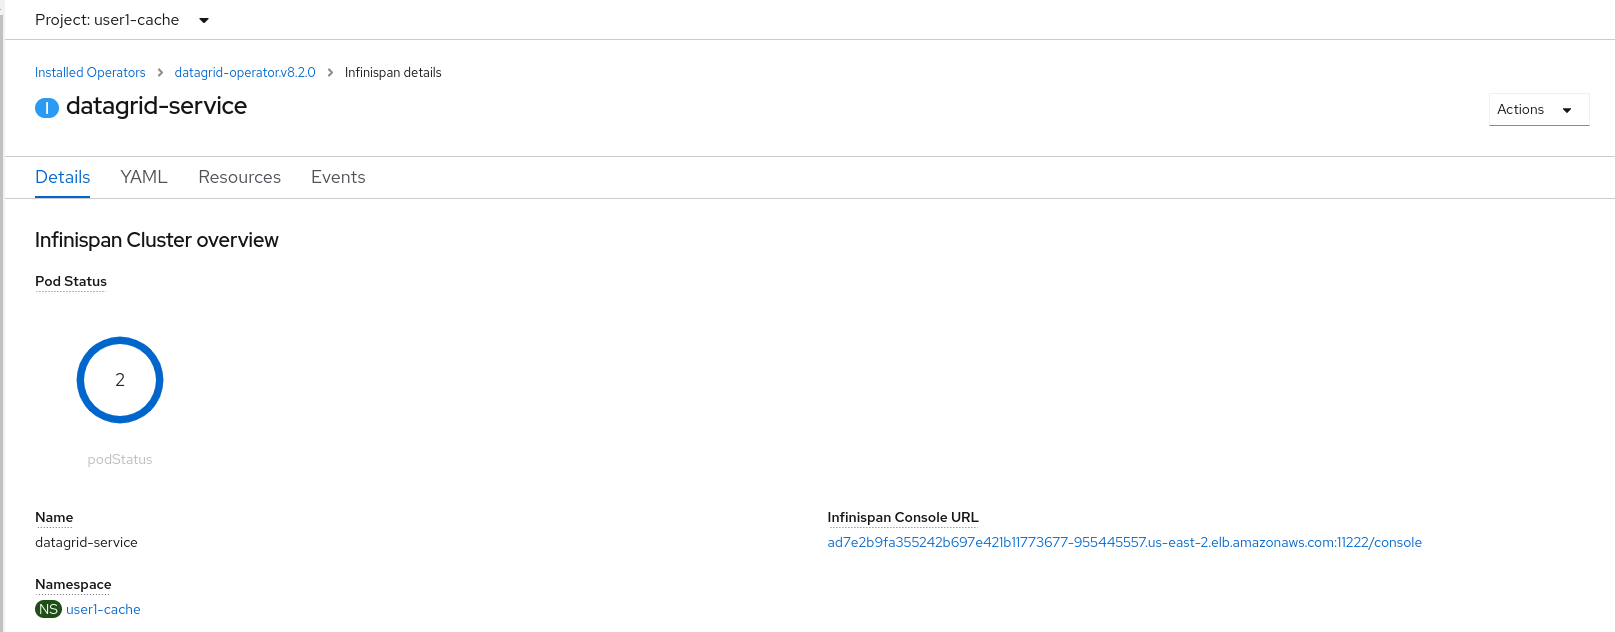 Project: user1-cache
Installed Operators > datagrid-operator.v8.2.0 > Infinispan details
I datagrid-service
Actions
Details YAML Resources Events
Infinispan Cluster overview
Pod Status
2
podStatus
Name
datagrid-service
Infinispan Console URL
ad7e2b9fa355242b697e421b11773677-955445557.us-east-2.elb.amazonaws.com:11222/console
Namespace
NS user1-cache